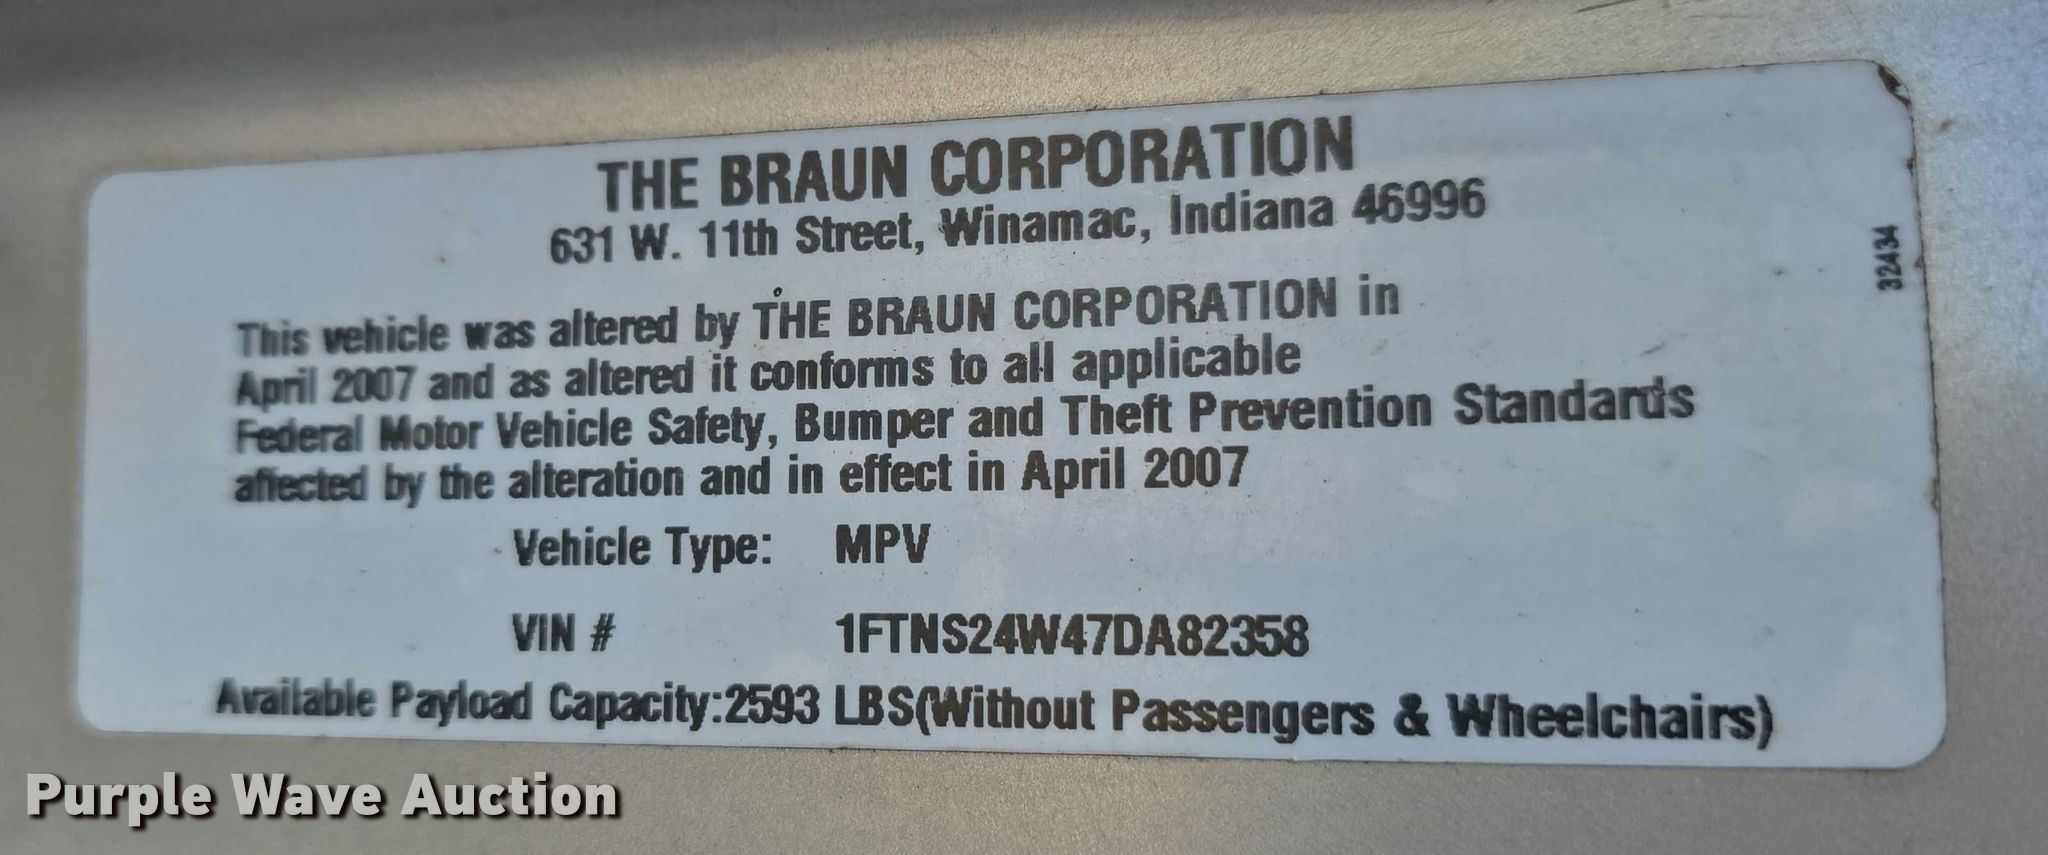 THE BRAUN CORPORATION
631 W. 11th Street, Winamac, Indiana 46996
32434
This vehicle was altered by THE BRAUN CORPORATION in
April 2007 and as altered it conforms to all applicable
Federal Motor Vehicle Safety, Bumper and Theft Prevention Standards
affected by the alteration and in effect in April 2007
Vehicle Type: MPV
VIN # 1FTNS24W47DA82358
Available Payload Capacity:2593 LBS(Without Passengers & Wheelchairs)
Purple Wave Auction